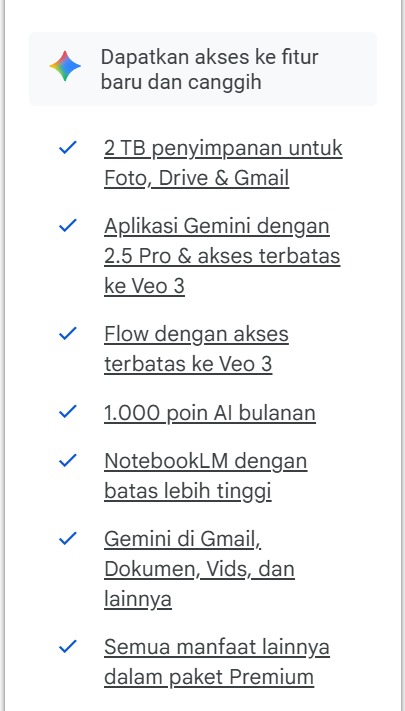 Dapatkan akses ke fitur
baru dan canggih
2 TB penyimpanan untuk
Foto, Drive & Gmail
Aplikasi Gemini dengan
2.5 Pro & akses terbatas
ke Veo 3
Flow dengan akses
terbatas ke Veo 3
1.000 poin AI bulanan
NotebookLM dengan
batas lebih tinggi
Gemini di Gmail,
Dokumen, Vids, dan
lainnya
Semua manfaat lainnya
dalam paket Premium